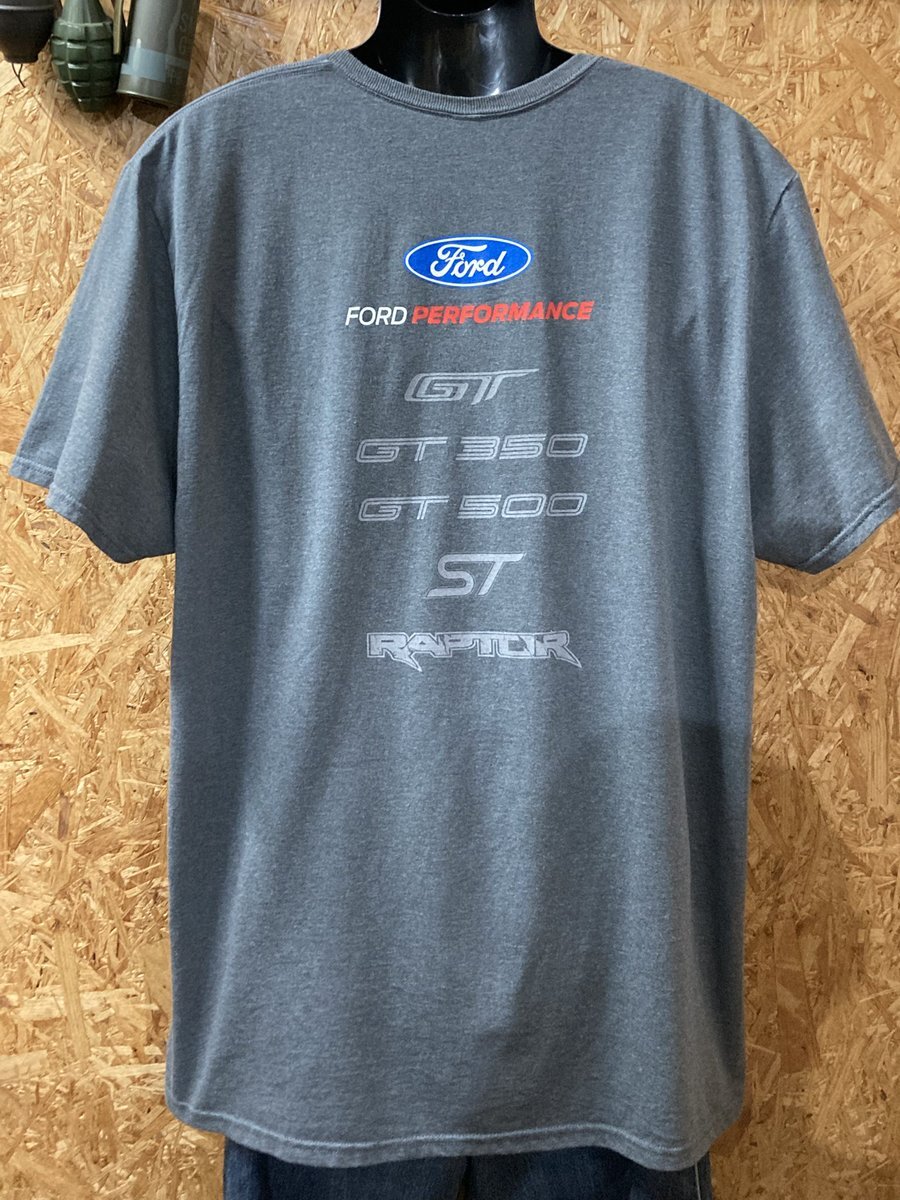 Ford
FORD PERFORMANCE
GT
GT 350
GT 500
ST
RAPTOR